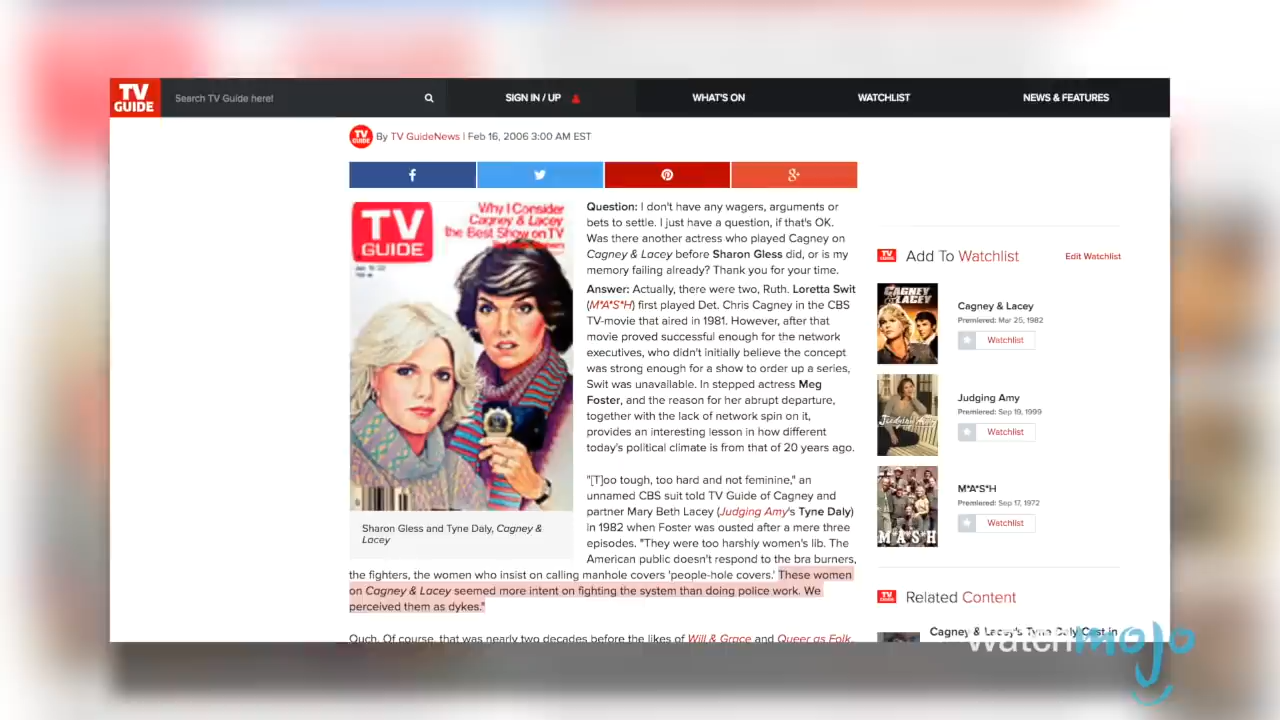 TV
GUIDE
Search TV Guide here!
SIGN IN / UP
WHAT'S ON
WATCHLIST
NEWS & FEATURES
By TV GuideNews | Feb 16, 2006 3:00 AM EST
TV
GUIDE
Why I Consider
Cagney & Lacey
the Best Show on TV
Sharon Gless and Tyne Daly, Cagney &
Lacey
Question: I don't have any wagers, arguments or
bets to settle. I just have a question, if that's OK.
Was there another actress who played Cagney on
Cagney & Lacey before Sharon Gless did, or is my
memory failing already? Thank you for your time.
Answer: Actually, there were two, Ruth. Loretta Swit
(M*A*S*H) first played Det. Chris Cagney in the CBS
TV-movie that aired in 1981. However, after that
movie proved successful enough for the network
executives, who didn't initially believe the concept
was strong enough for a show to order up a series,
Swit was unavailable. In stepped actress Meg
Foster, and the reason for her abrupt departure,
together with the lack of network spin on it,
provides an interesting lesson in how different
today's political climate is from that of 20 years ago.
"[T]oo tough, too hard and not feminine," an
unnamed CBS suit told TV Guide of Cagney and
partner Mary Beth Lacey (Judging Amy's Tyne Daly)
in 1982 when Foster was ousted after a mere three
episodes. "They were too harshly women's lib. The
American public doesn't respond to the bra burners,
the fighters, the women who insist on calling manhole covers 'people-hole covers.' These women
on Cagney & Lacey seemed more intent on fighting the system than doing police work. We
perceived them as dykes."
Ouch. Of course, that was nearly two decades before the likes of Will & Grace and Queer as Folk,
Add To Watchlist
Edit Watchlist
CAGNEY
& LACEY
Cagney & Lacey
Premiered: Mar 25, 1982
Watchlist
Judging Amy
Judging Amy
Premiered: Sep 19, 1999
Watchlist
M*A*S*H
M*A*S*H
Premiered: Sep 17, 1972
Watchlist
Related Content
Cagney & Lacey's Tyne Daly Cast in
watchmojo